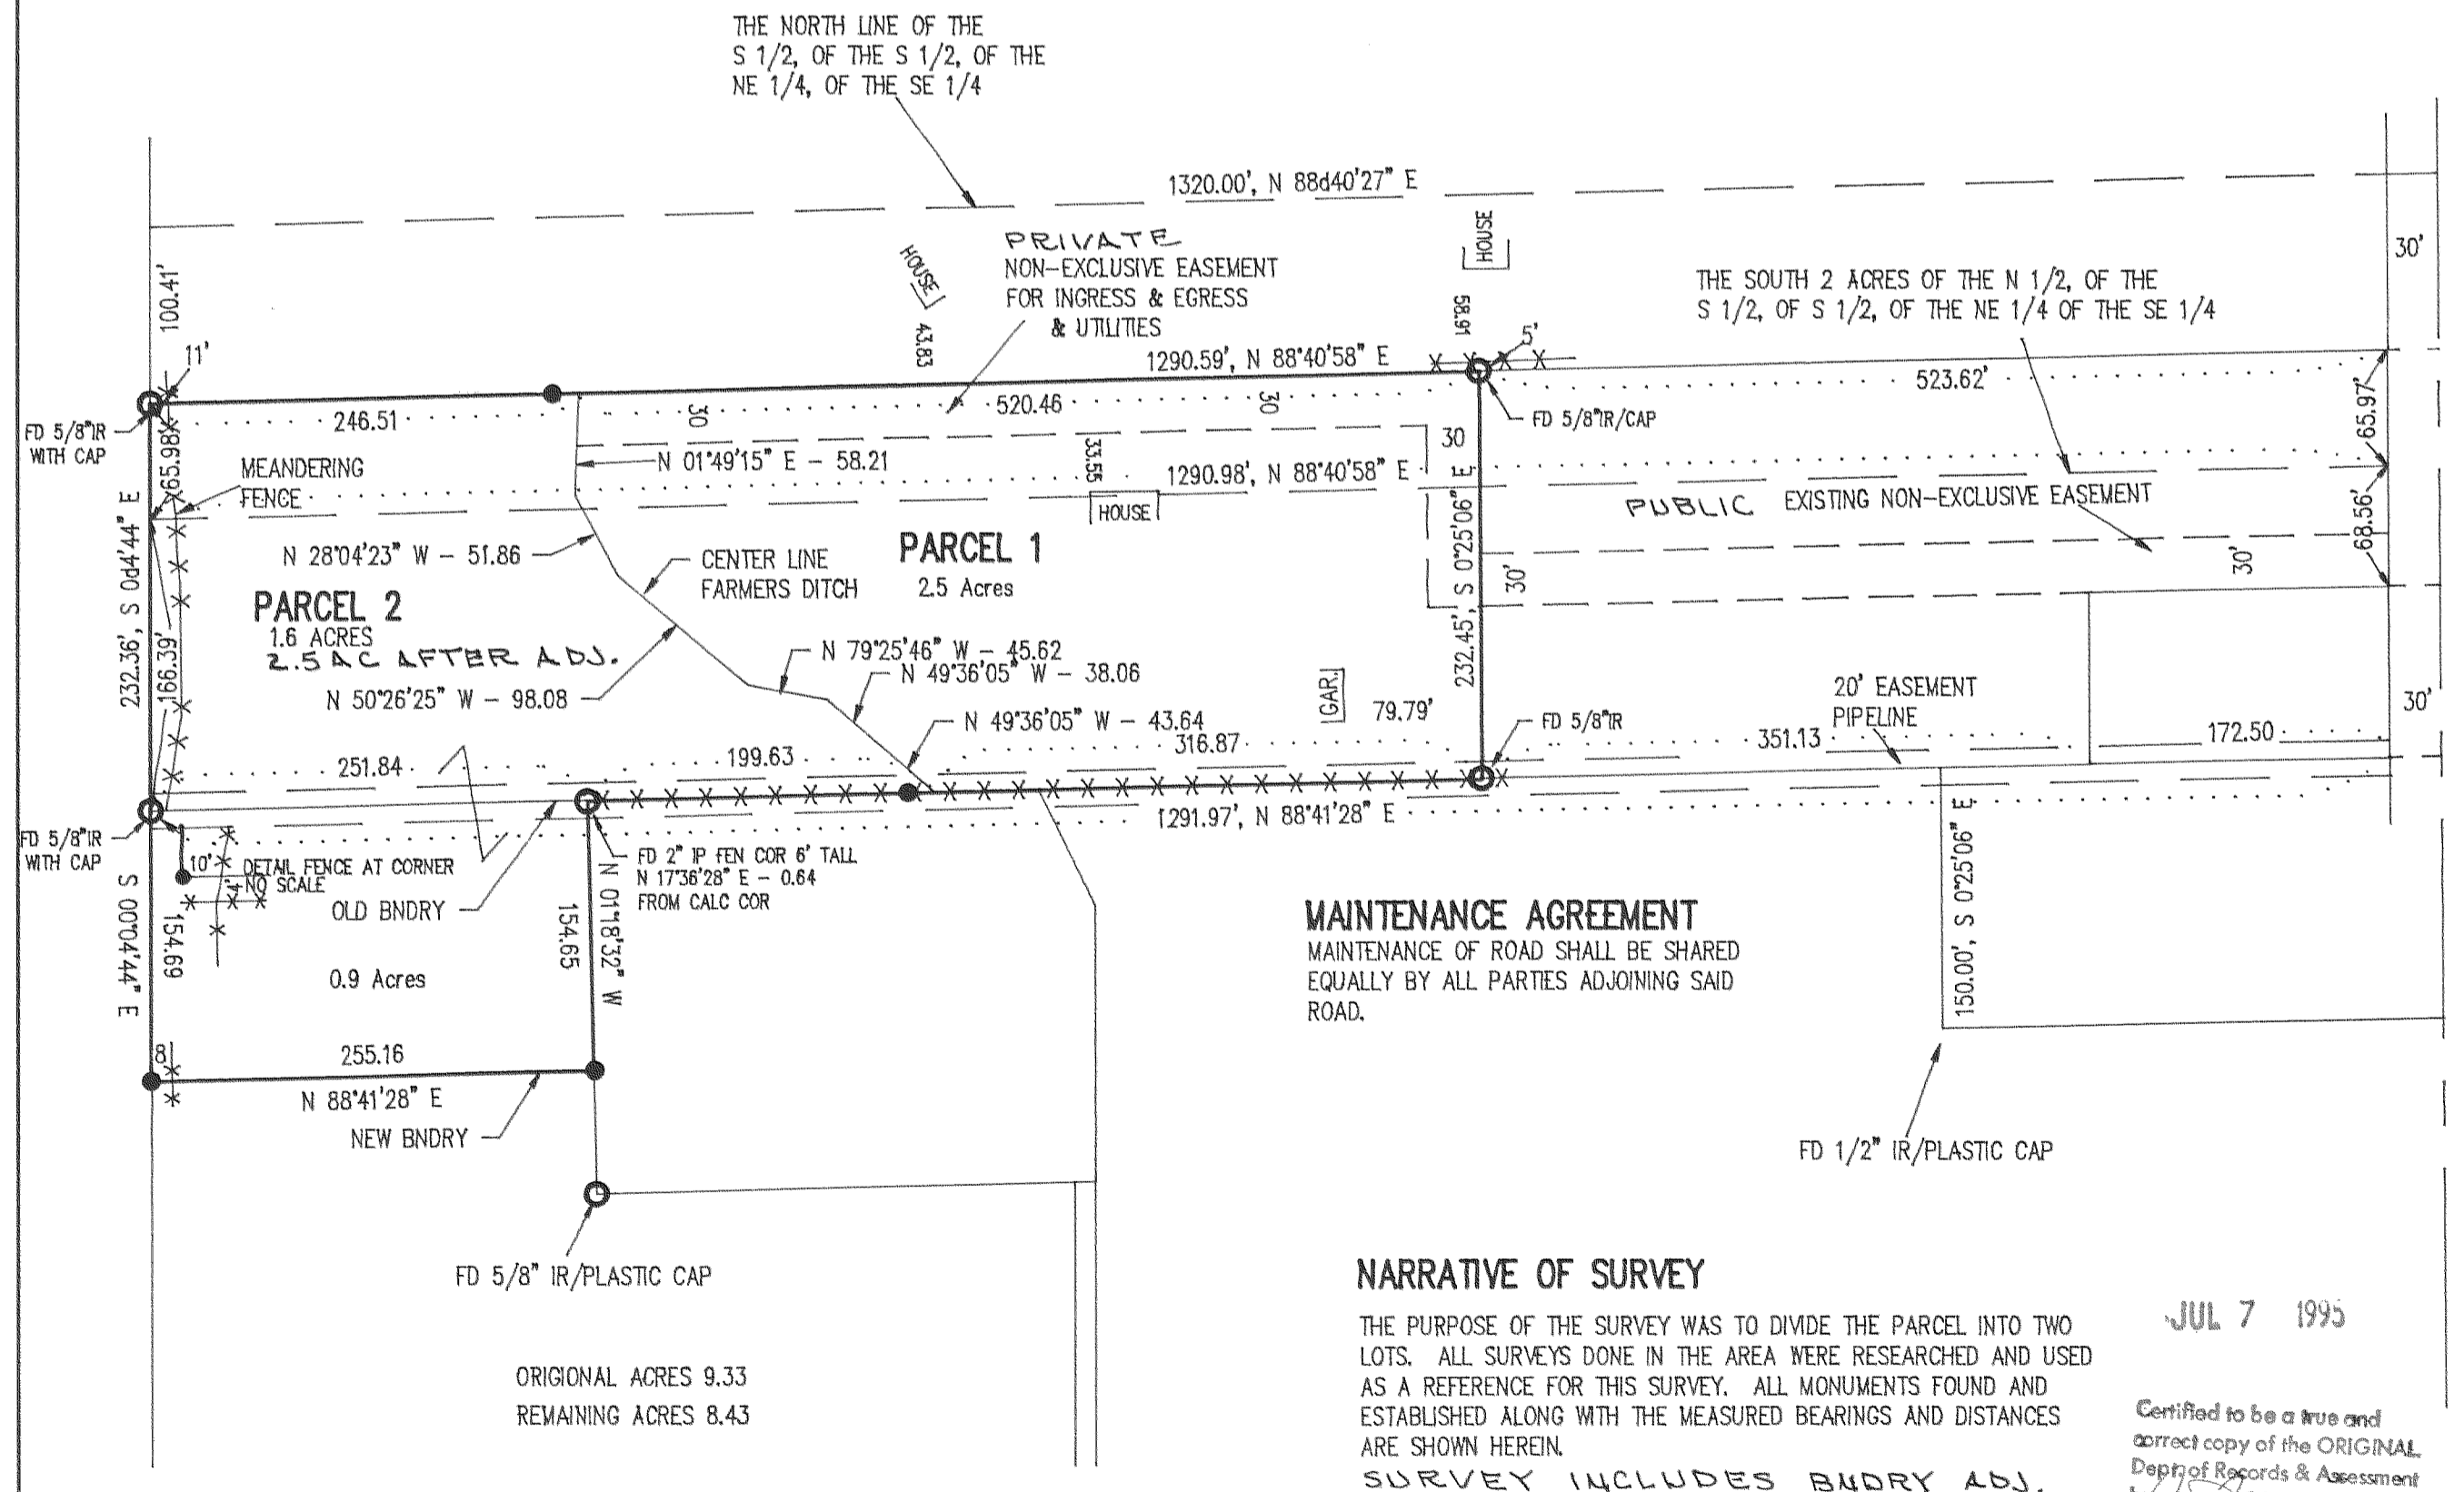 THE NORTH LINE OF THE
S 1/2, OF THE S 1/2, OF THE
NE 1/4, OF THE SE 1/4
1320.00', N 88d40'27" E
30'
100.41'
HOUSE
PRIVATE
NON-EXCLUSIVE EASEMENT
FOR INGRESS & EGRESS
& UTILITIES
HOUSE
THE SOUTH 2 ACRES OF THE N 1/2, OF THE
S 1/2, OF S 1/2, OF THE NE 1/4 OF THE SE 1/4
43.83
58.91
5'
11'
1290.59', N 88°40'58" E
523.62'
65.97'
FD 5/8"IR
WITH CAP
246.51
30
520.46
30
FD 5/8"IR/CAP
65.98'
MEANDERING
FENCE
N 01°49'15" E - 58.21
33.55
30
1290.98', N 88°40'58" E
HOUSE
PUBLIC EXISTING NON-EXCLUSIVE EASEMENT
68.56'
232.36', S 0d4'44" E
N 28°04'23" W - 51.86
CENTER LINE
FARMERS DITCH
PARCEL 1
2.5 Acres
232.45', S 0°25'06" E
30'
30'
PARCEL 2
1.6 ACRES
2.5 AC AFTER ADJ.
166.39'
N 79°25'46" W - 45.62
N 49°36'05" W - 38.06
N 50°26'25" W - 98.08
N 49°36'05" W - 43.64
GAR.
79.79'
FD 5/8"IR
20' EASEMENT
PIPELINE
30'
251.84
199.63
316.87
351.13
172.50
1291.97', N 88°41'28" E
FD 5/8"IR
WITH CAP
10'
DETAIL FENCE AT CORNER
NO SCALE
4'
OLD BNDRY
FD 2" IP FEN COR 6' TALL
N 17°36'28" E - 0.64
FROM CALC COR
S 00°04'44" E
154.69
154.65
N 01°18'32" W
0.9 Acres
MAINTENANCE AGREEMENT
MAINTENANCE OF ROAD SHALL BE SHARED
EQUALLY BY ALL PARTIES ADJOINING SAID
ROAD.
150.00', S 0°25'06" E
8
255.16
N 88°41'28" E
NEW BNDRY
FD 1/2" IR/PLASTIC CAP
FD 5/8" IR/PLASTIC CAP
NARRATIVE OF SURVEY
THE PURPOSE OF THE SURVEY WAS TO DIVIDE THE PARCEL INTO TWO
LOTS. ALL SURVEYS DONE IN THE AREA WERE RESEARCHED AND USED
AS A REFERENCE FOR THIS SURVEY. ALL MONUMENTS FOUND AND
ESTABLISHED ALONG WITH THE MEASURED BEARINGS AND DISTANCES
ARE SHOWN HEREIN.
SURVEY INCLUDES BNDRY ADJ.
ORIGIONAL ACRES 9.33
REMAINING ACRES 8.43
JUL 7 1995
Certified to be a true and
correct copy of the ORIGINAL
Dept of Records & Assessment